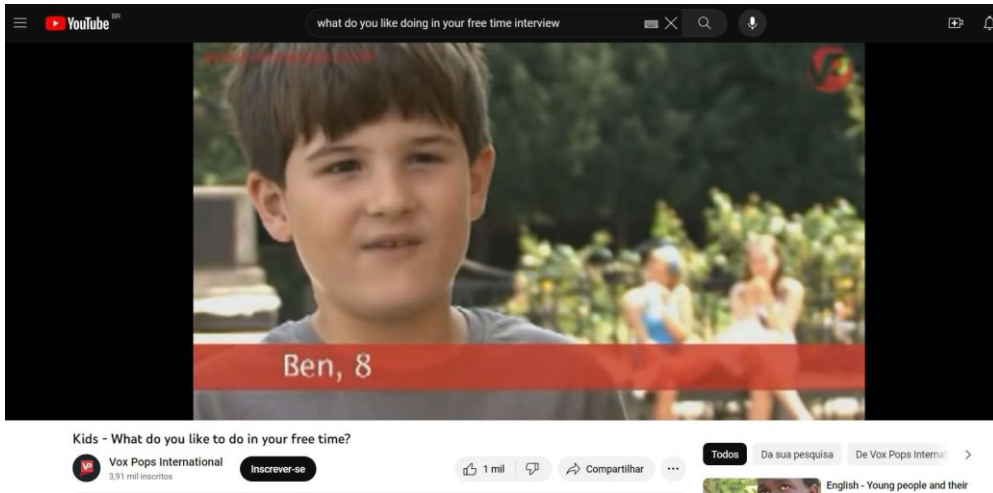 YouTube BR
what do you like doing in your free time interview
VP
Ben, 8
Kids - What do you like to do in your free time?
VP
Vox Pops International
3,91 mil inscritos
Inscrever-se
1 mil
Compartilhar
Todos
Da sua pesquisa
De Vox Pops Internat
English - Young people and their